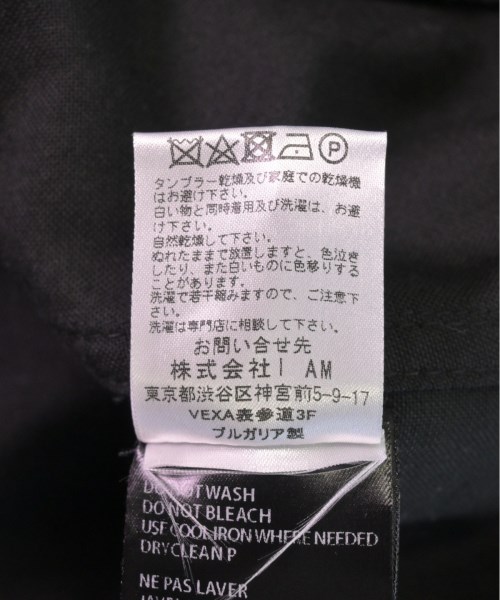 タンブラー乾燥及び家庭での乾燥機
はお避け下さい。
白い物と同時着用及び洗濯は、お避
け下さい。
自然乾燥して下さい。
ぬれたままで放置しますと、色泣き
したり、また白いものに色移りする
ことがあります。
洗濯で若干縮みますので、ご注意下
さい。
洗濯は専門店に相談して下さい。
お問い合せ先
株式会社I AM
東京都渋谷区神宮前5-9-17
VEXA表参道3F
ブルガリア製
DO NOT WASH
DO NOT BLEACH
USE COOL IRON WHERE NEEDED
DRYCLEAN P
NE PAS LAVER